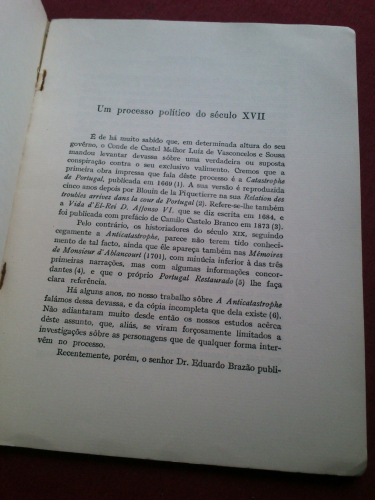 Um processo político do século XVII
É de há muito sabido que, em determinada altura do seu
govêrno, o Conde de Castel Melhor Luiz de Vasconcelos e Sousa
mandou levantar devassa sôbre uma verdadeira ou suposta
conspiração contra o seu exclusivo valimento. Cremos que a
primeira obra impressa que fala dêste processo é a Catastrophe
de Portugal, publicada em 1669 (1). A sua versão é reproduzida
cinco anos depois por Blouin de la Piquetierre na sua Relation des
troubles arrivez dans la cour de Portugal (2). Refere-se-lhe também
a Vida d'El-Rei D. Affonso VI, que se diz escrita em 1684, e
foi publicada com prefácio de Camilo Castelo Branco em 1873 (3).
Pelo contrário, os historiadores do século XIX, seguindo
cegamente a Anticatastrophe, parece não terem tido conheci-
mento de tal facto, ainda que êle apareça também nas Mémoires
de Monsieur d'Ablancourt (1701), com minúcia inferior à das três
primeiras narrações, mas com algumas informações concor-
dantes (4), e que o próprio Portugal Restaurado (5) lhe faça
clara referência.
Há alguns anos, no nosso trabalho sôbre A Anticatastrophe
falámos dessa devassa, e da cópia incompleta que dela existe (6).
Não adiantaram muito desde então os nossos estudos acêrca
dêste assunto, que, aliás, se viram forçosamente limitados a
investigações sôbre as personagens que de qualquer forma inter-
vêm no processo.
Recentemente, porém, o senhor Dr. Eduardo Brazão publi-